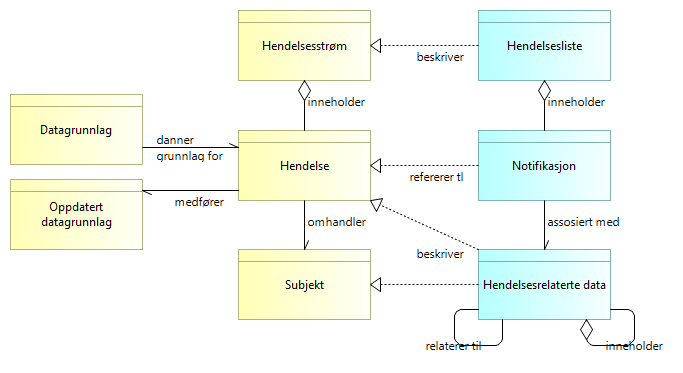 Hendelsesstrøm
Hendelsesliste
beskriver
inneholder
inneholder
Datagrunnlag
danner
grunnlag for
Hendelse
Notifikasjon
refererer tl
Oppdatert
datagrunnlag
medfører
omhandler
assosiert med
beskriver
Subjekt
Hendelsesrelaterte data
relaterer til
inneholder